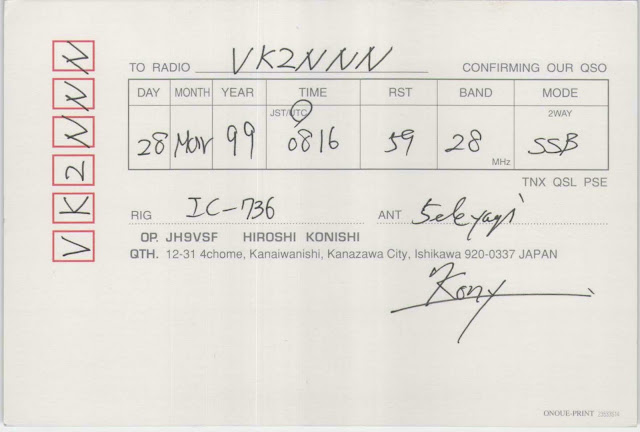 VK2NNN
TO RADIO VK2NNN CONFIRMING OUR QSO
DAY MONTH YEAR TIME RST BAND MODE
JST/UTC 2WAY
28 Mar 99 0816 59 28 MHz SSB
TNX QSL PSE
RIG IC-736 ANT 5ele yagi
OP. JH9VSF HIROSHI KONISHI
QTH. 12-31 4chome, Kanaiwanishi, Kanazawa City, Ishikawa 920-0337 JAPAN
Kony
ONOUE-PRINT